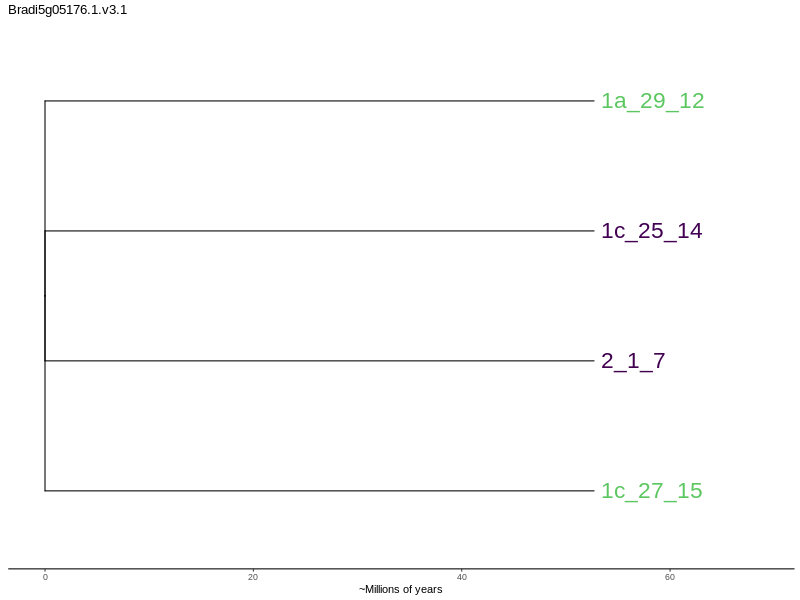 Bradi5g05176.1.v3.1
1a_29_12
1c_25_14
2_1_7
1c_27_15
0 20 40 60
~Millions of years